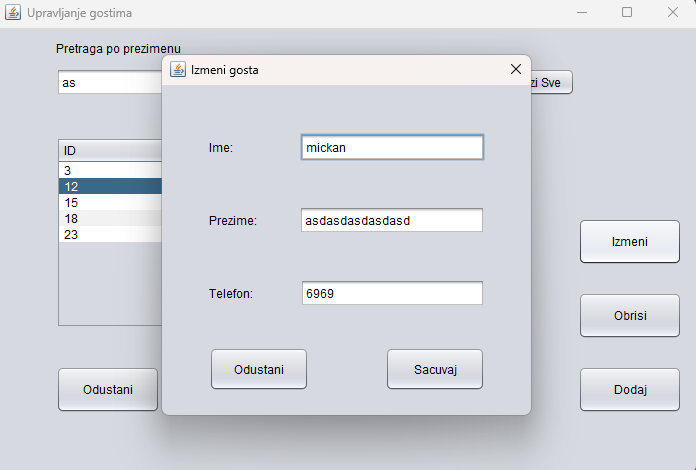 Upravljanje gostima
Pretraga po prezimenu
as
zi Sve
ID
3
12
15
18
23
Izmeni
Obrisi
Dodaj
Odustani
Izmeni gosta
Ime:
mickan
Prezime:
asdasdasdasdasd
Telefon:
6969
Odustani
Sacuvaj